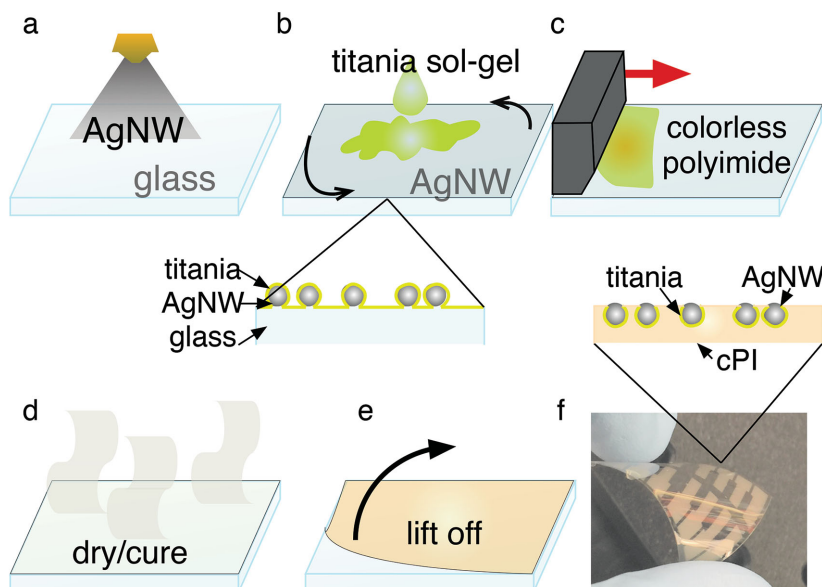 a
AgNW
glass
b
titania sol-gel
AgNW
c
colorless
polyimide
titania
AgNW
glass
titania
AgNW
cPI
d
dry/cure
e
lift off
f